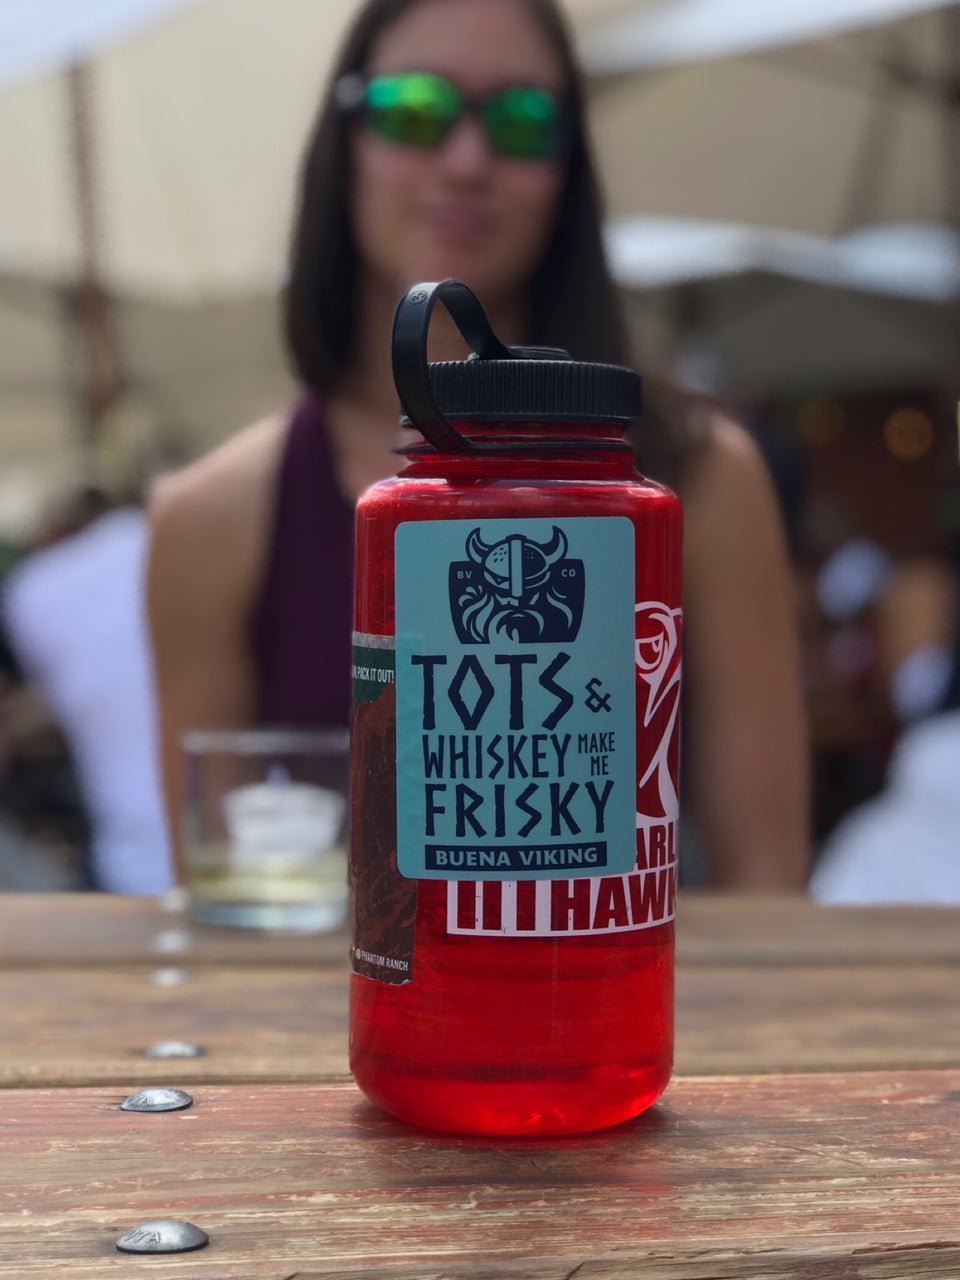 BV CO
TOTS &
WHISKEY MAKE
ME
FRISKY
BUENA VIKING
PACK IT OUT!
PHANTOM RANCH
HAWK